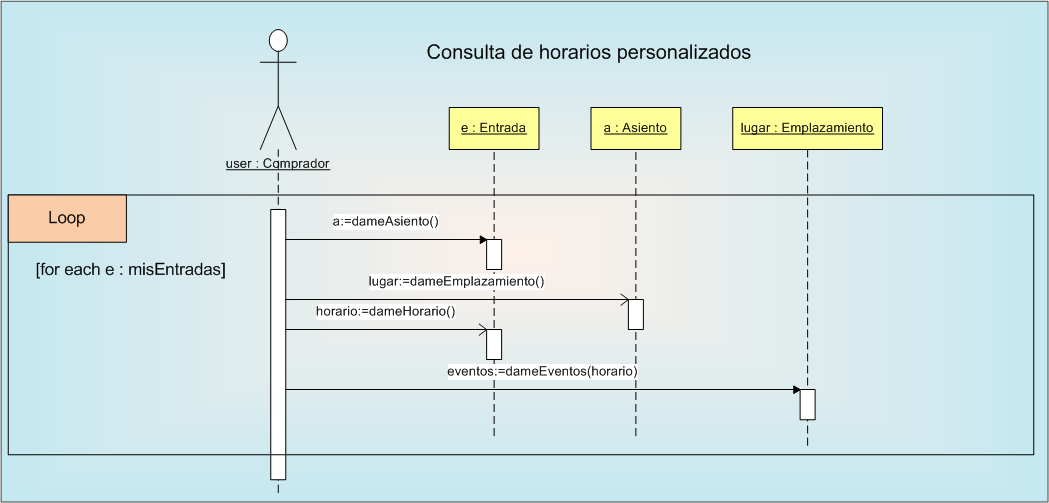 Consulta de horarios personalizados
e : Entrada
a : Asiento
lugar : Emplazamiento
user : Comprador
Loop
a:=dameAsiento()
[for each e : misEntradas]
lugar:=dameEmplazamiento()
horario:=dameHorario()
eventos:=dameEventos(horario)